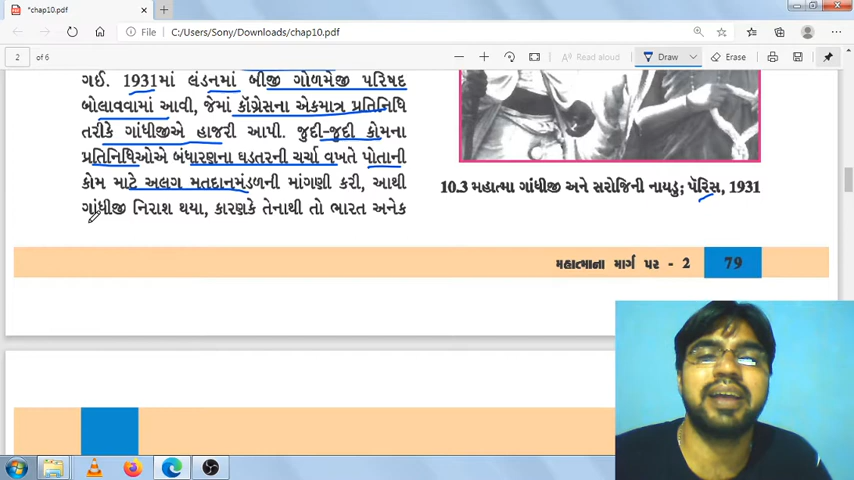 *chap10.pdf
File
C:/Users/Sony/Downloads/chap10.pdf
2 of 6
Read aloud
Draw
Erase
ગઈ. 1931માં લંડનમાં બીજી ગોળમેજી પરિષદ
બોલાવવામાં આવી, જેમાં કૉંગ્રેસના એકમાત્ર પ્રતિનિધિ
તરીકે ગાંધીજીએ હાજરી આપી. જુદી-જુદી કોમના
પ્રતિનિધિઓએ બંધારણના ઘડતરની ચર્ચા વખતે પોતાની
કોમ માટે અલગ મતદાનમંડળની માંગણી કરી, આથી
ગાંધીજી નિરાશ થયા, કારણકે તેનાથી તો ભારત અનેક
10.3 મહાત્મા ગાંધીજી અને સરોજિની નાયડુ; પૅરિસ, 1931
મહાત્માના માર્ગ પર - 2
79